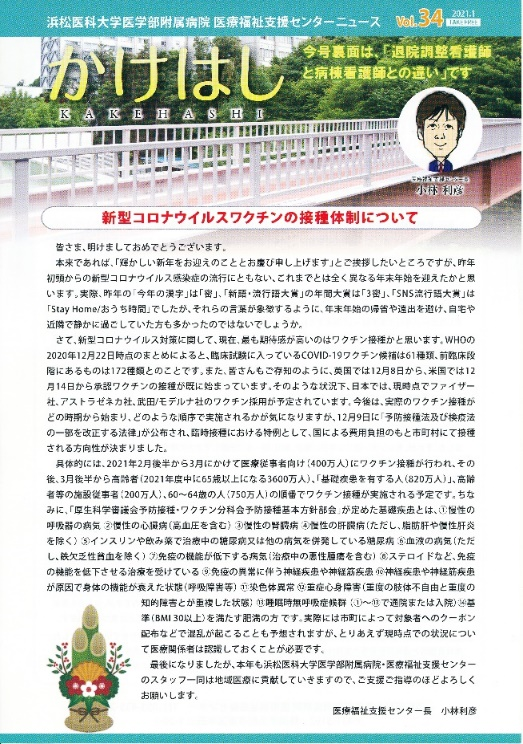 浜松医科大学医学部附属病院 医療福祉支援センターニュース Vol.34 2021.1
TAKE FREE
かけはし
KAKEHASHI
今号裏面は、「退院調整看護師
と病棟看護師との違い」です
医療福祉支援センター長
小林 利彦
新型コロナウイルスワクチンの接種体制について
皆さま、明けましておめでとうございます。
本来であれば、「輝かしい新年をお迎えのこととお慶び申し上げます」とご挨拶したいところですが、昨年
初頭からの新型コロナウイルス感染症の流行にともない、これまでとは全く異なる年末年始を迎えたかと思
います。実際、昨年の「今年の漢字」は「密」、「新語・流行語大賞」の年間大賞は「3密」、「SNS流行語大賞」は
「Stay Home/おうち時間」でしたが、それらの言葉が象徴するように、年末年始の帰省や遠出を避け、自宅や
近隣で静かに過ごしていた方も多かったのではないでしょうか。
さて、新型コロナウイルス対策に関して、現在、最も期待感が高いのはワクチン接種かと思います。WHOの
2020年12月22日時点のまとめによると、臨床試験に入っているCOVID-19ワクチン候補は61種類、前臨床段
階にあるものは172種類とのことです。また、皆さんもご存知のように、英国では12月8日から、米国では12
月14日から承認ワクチンの接種が既に始まっています。そのような状況下、日本では、現時点でファイザー
社、アストラゼネカ社、武田/モデルナ社のワクチン採用が予定されています。今後は、実際のワクチン接種が
どの時期から始まり、どのような順序で実施されるかが気になりますが、12月9日に「予防接種法及び検疫法
の一部を改正する法律」が公布され、臨時接種における特例として、国による費用負担のもと市町村にて接種
される方向性が決まりました。
具体的には、2021年2月後半から3月にかけて医療従事者向け(400万人)にワクチン接種が行われ、その
後、3月後半から高齢者(2021年度中に65歳以上になる3600万人)、「基礎疾患を有する人(820万人)」、高齢
者等の施設従事者(200万人)、60～64歳の人(750万人)の順番でワクチン接種が実施される予定です。ちな
みに、「厚生科学審議会予防接種・ワクチン分科会予防接種基本方針部会」が定めた基礎疾患とは、①慢性の
呼吸器の病気 ②慢性の心臓病(高血圧を含む) ③慢性の腎臓病 ④慢性の肝臓病(ただし、脂肪肝や慢性肝炎
を除く) ⑤インスリンや飲み薬で治療中の糖尿病又は他の病気を併発している糖尿病 ⑥血液の病気(ただ
し、鉄欠乏性貧血を除く) ⑦免疫の機能が低下する病気(治療中の悪性腫瘍を含む) ⑧ステロイドなど、免疫
の機能を低下させる治療を受けている ⑨免疫の異常に伴う神経疾患や神経筋疾患 ⑩神経疾患や神経筋疾患
が原因で身体の機能が衰えた状態(呼吸障害等) ⑪染色体異常 ⑫重症心身障害(重度の肢体不自由と重度の
知的障害とが重複した状態) ⑬睡眠時無呼吸症候群 (①～⑬で通院または入院)⑭基
準(BMI 30以上)を満たす肥満の方 です。実際には市町によって対象者へのクーポン
配布などで混乱が起こることも予想されますが、とりあえず現時点での状況につい
て医療関係者は認識しておくことが必要です。
最後になりましたが、本年も浜松医科大学医学部附属病院・医療福祉支援センター
のスタッフ一同は地域医療に貢献していきますので、ご支援ご指導のほどよろしく
お願いします。
医療福祉支援センター長 小林利彦